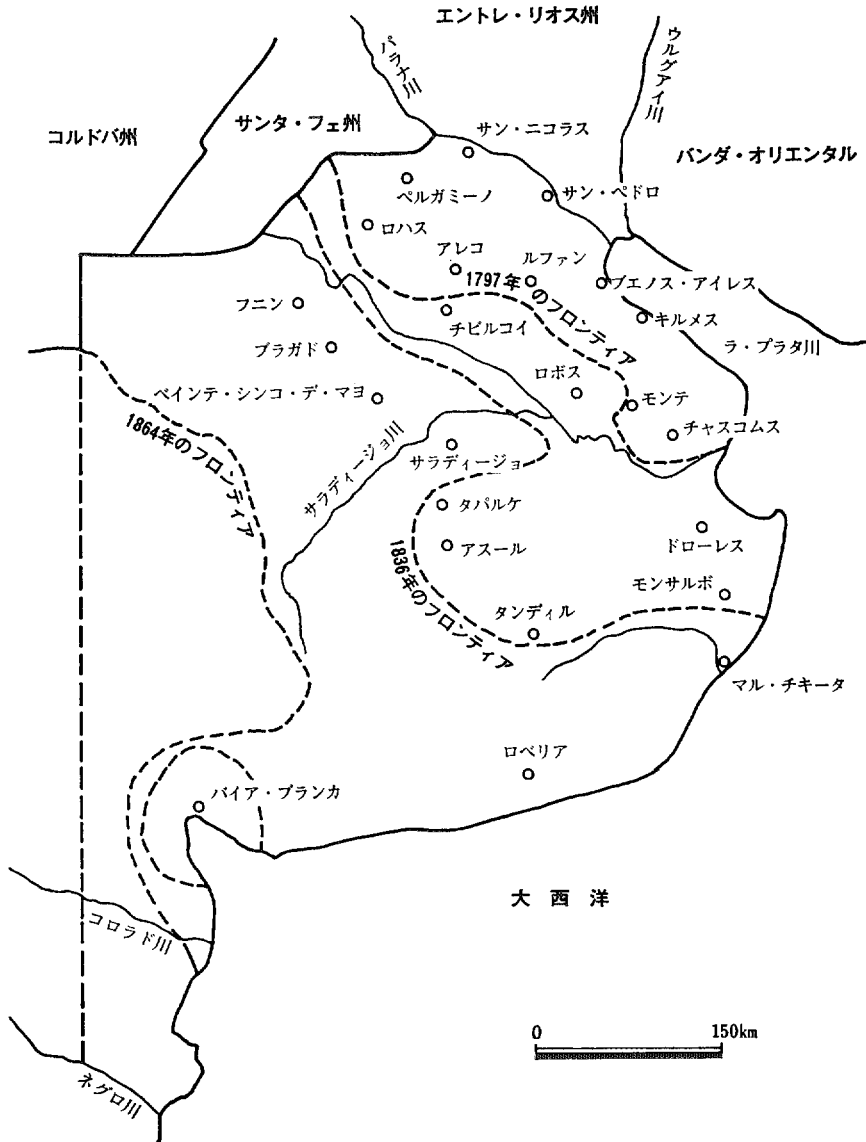 エントレ・リオス州
パラナ川
ウルグアイ川
コルドバ州
サンタ・フェ州
サン・ニコラス
バンダ・オリエンタル
ペルガミーノ
サン・ペドロ
ロハス
アレコ
ルファン
1797年のフロンティア
ブエノス・アイレス
フニン
チビルコイ
キルメス
ブラガド
ラ・プラタ川
ベインテ・シンコ・デ・マヨ
ロボス
モンテ
1864年のフロンティア
チャスコムス
サラディージョ川
サラディージョ
タパルケ
ドローレス
アスール
1836年のフロンティア
モンサルボ
タンディル
マル・チキータ
ロベリア
バイア・ブランカ
大西洋
コロラド川
0 150km
ネグロ川